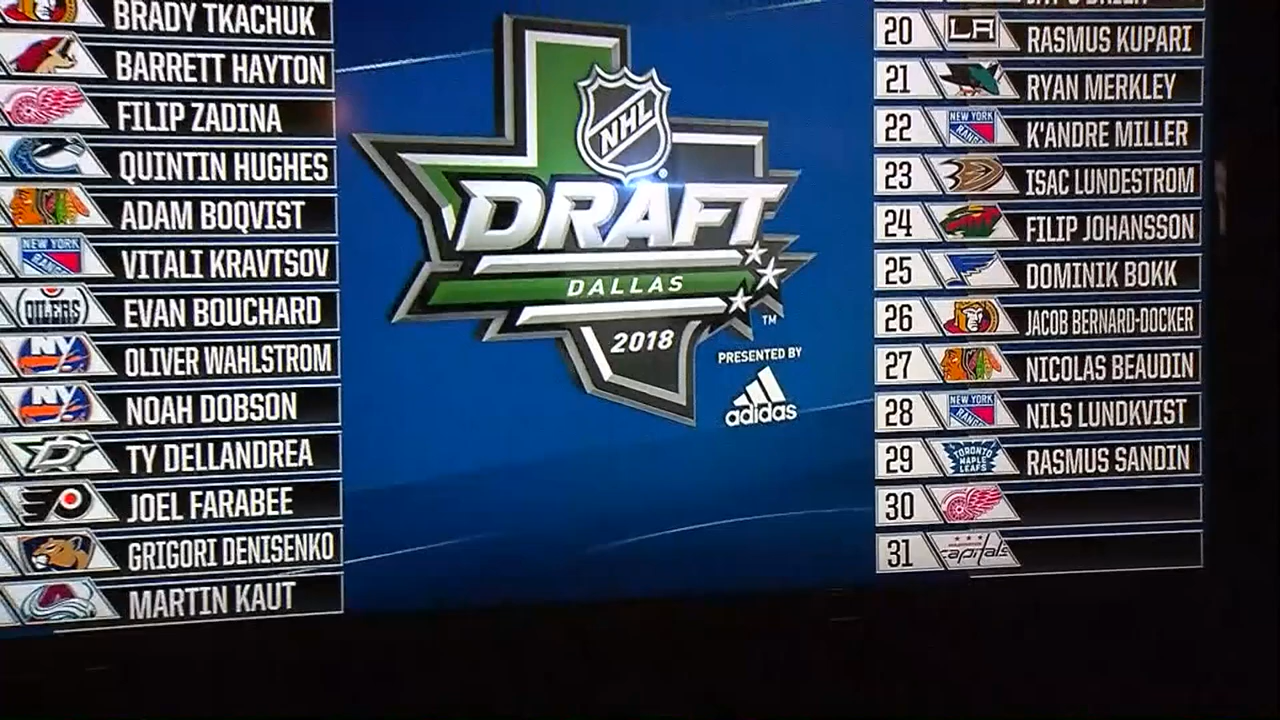 BRADY TKACHUK
BARRETT HAYTON
FILIP ZADINA
QUINTIN HUGHES
ADAM BOQVIST
NEW YORK
VITALI KRAVTSOV
OILERS
EVAN BOUCHARD
NY
OLIVER WAHLSTROM
NY
NOAH DOBSON
D
TY DELLANDREA
JOEL FARABEE
GRIGORI DENISENKO
MARTIN KAUT
NHL
DRAFT
DALLAS
TM
2018
PRESENTED BY
adidas
20 LA RASMUS KUPARI
21 RYAN MERKLEY
22 NEW YORK K'ANDRE MILLER
23 ISAC LUNDESTROM
24 FILIP JOHANSSON
25 DOMINIK BOKK
26 JACOB BERNARD-DOCKER
27 NICOLAS BEAUDIN
28 NEW YORK NILS LUNDKVIST
29 TORONTO MAPLE LEAFS RASMUS SANDIN
30
31 capitals